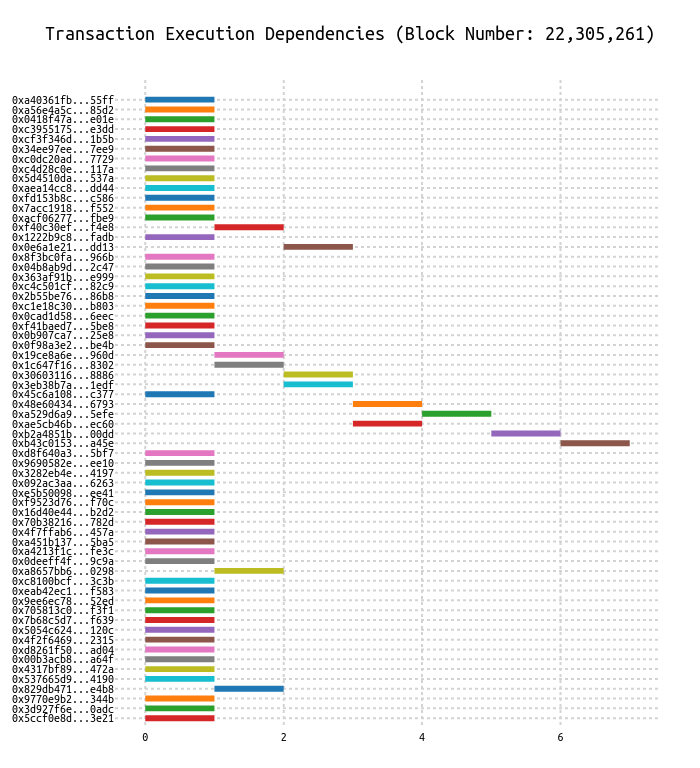 Transaction Execution Dependencies (Block Number: 22,305,261)
0xa40361fb...55ff
0xa56e4a5c...85d2
0x0418f47a...e01e
0xc3955175...e3dd
0xcf3f346d...1b5b
0x34ee97ee...7ee9
0xc0dc20ad...7729
0xc4d28c0e...117a
0x5d4510da...537a
0xaea14cc8...dd44
0xfd153b8c...c586
0x7acc1918...f552
0xacf06277...fbe9
0xf40c30ef...f4e8
0x1222b9c8...fadb
0x0e6a1e21...dd13
0x8f3bc0fa...966b
0x04b8ab9d...2c47
0x363af91b...e999
0xc4c501cf...82c9
0x2b55be76...86b8
0xc1e18c30...b803
0x0cad1d58...6eec
0xf41baed7...5be8
0x0b907ca7...25e8
0x0f98a3e2...be4b
0x19ce8a6e...960d
0x1c647f16...8302
0x30603116...8886
0x3eb38b7a...1edf
0x45c6a108...c377
0x48e60434...6793
0xa529d6a9...5efe
0xae5cb46b...ec60
0xb2a4851b...00dd
0xb43c0153...a45e
0xd8f640a3...5bf7
0x9690582e...ee10
0x3282eb4e...4197
0x092ac3aa...6263
0xe5b50098...ee41
0xf9523d76...f70c
0x16d40e44...b2d2
0x70b38216...782d
0x4f7ffab6...457a
0xa451b137...5ba5
0xa4213f1c...fe3c
0x0deeff4f...9c9a
0xa8657bb6...0298
0xc8100bcf...3c3b
0xeab42ec1...f583
0x9ee6ec78...52ed
0x705813c0...f3f1
0x7b68c5d7...f639
0x5054c624...120c
0x4f2f6469...2315
0xd8261f50...ad04
0x00b3acb8...a64f
0x4317bf89...472a
0x537665d9...4190
0x829db471...e4b8
0x9770e9b2...344b
0x3d927f6e...0adc
0x5ccf0e8d...3e21
0 2 4 6